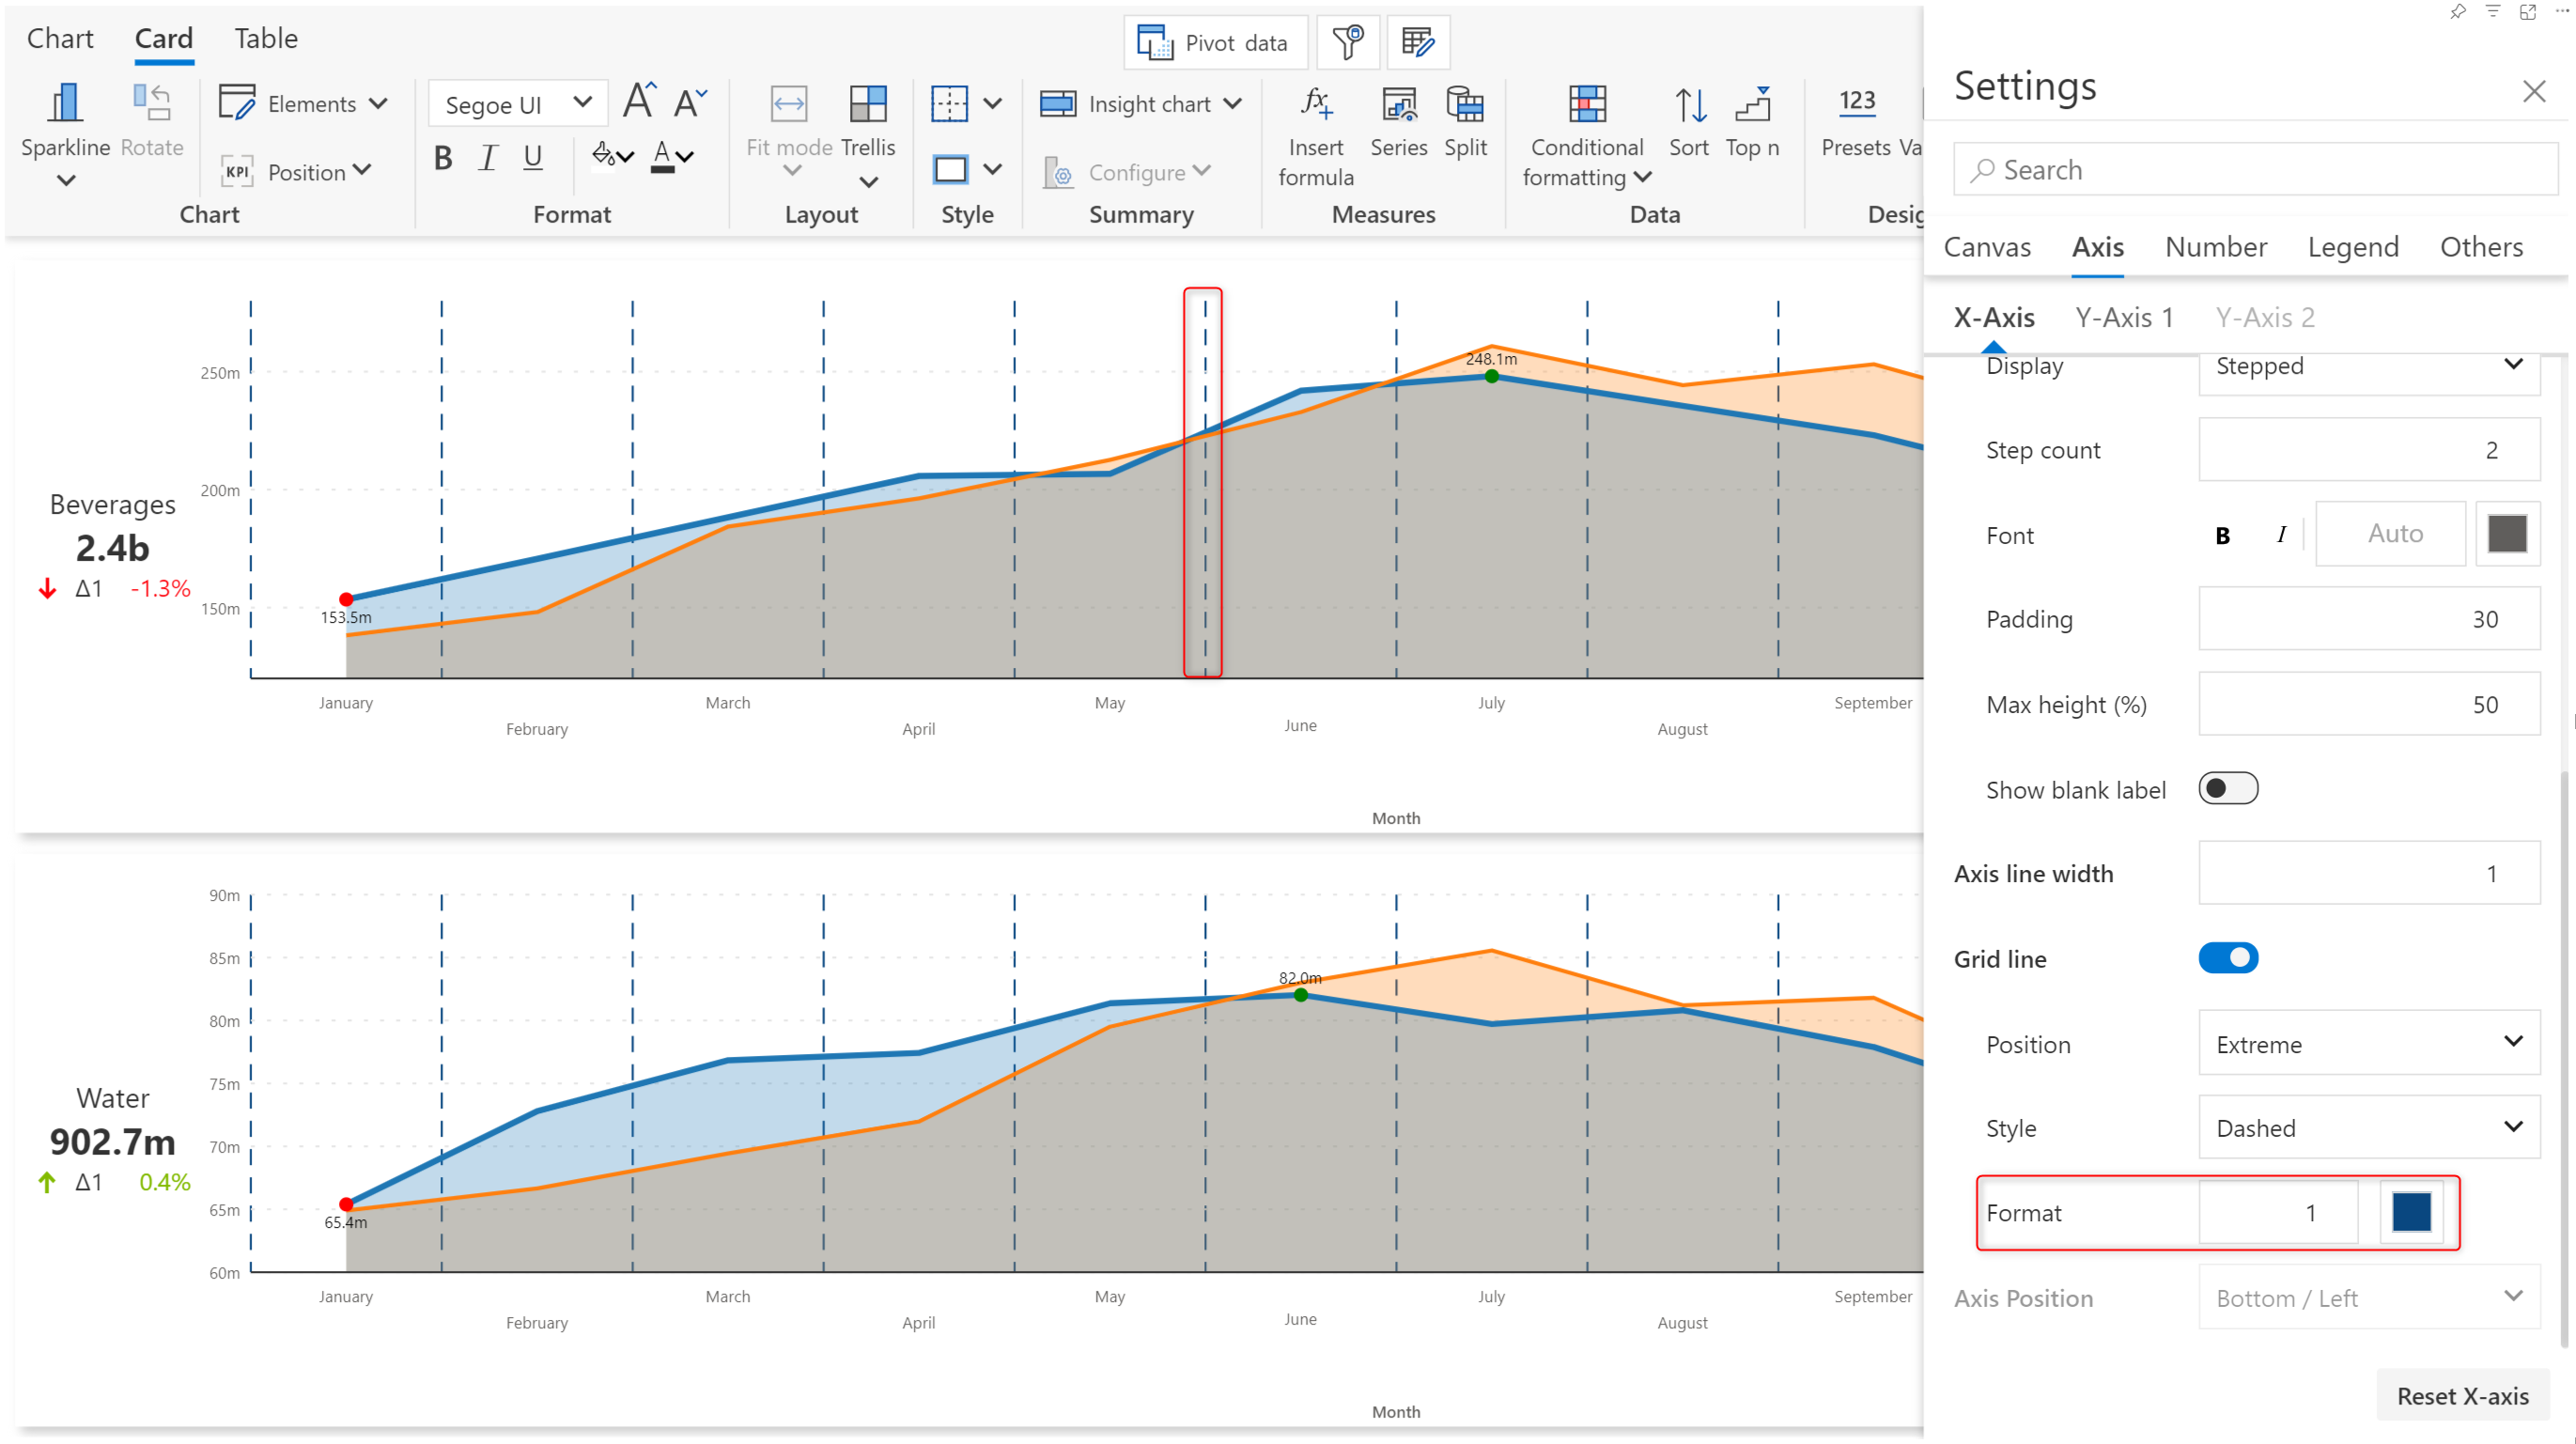 Chart Card Table
Pivot data
Sparkline Rotate
Elements
KPI Position
Chart
Segoe UI A A
B I U A
Format
Fit mode Trellis
Layout
Style
Insight chart
Configure
Summary
fx Insert formula Series Split
Measures
Conditional formatting Sort Top n
Data
123 Presets Va
Desig
Settings
Search
Canvas Axis Number Legend Others
X-Axis Y-Axis 1 Y-Axis 2
Display Stepped
Step count 2
Font B I Auto
Padding 30
Max height (%) 50
Show blank label
Axis line width 1
Grid line
Position Extreme
Style Dashed
Format 1
Axis Position Bottom / Left
Reset X-axis
Beverages
2.4b
Δ1 -1.3%
250m
200m
150m
153.5m
248.1m
January February March April May June July August September
Month
Water
902.7m
Δ1 0.4%
90m
85m
80m
75m
70m
65m
60m
65.4m
82.0m
January February March April May June July August September
Month